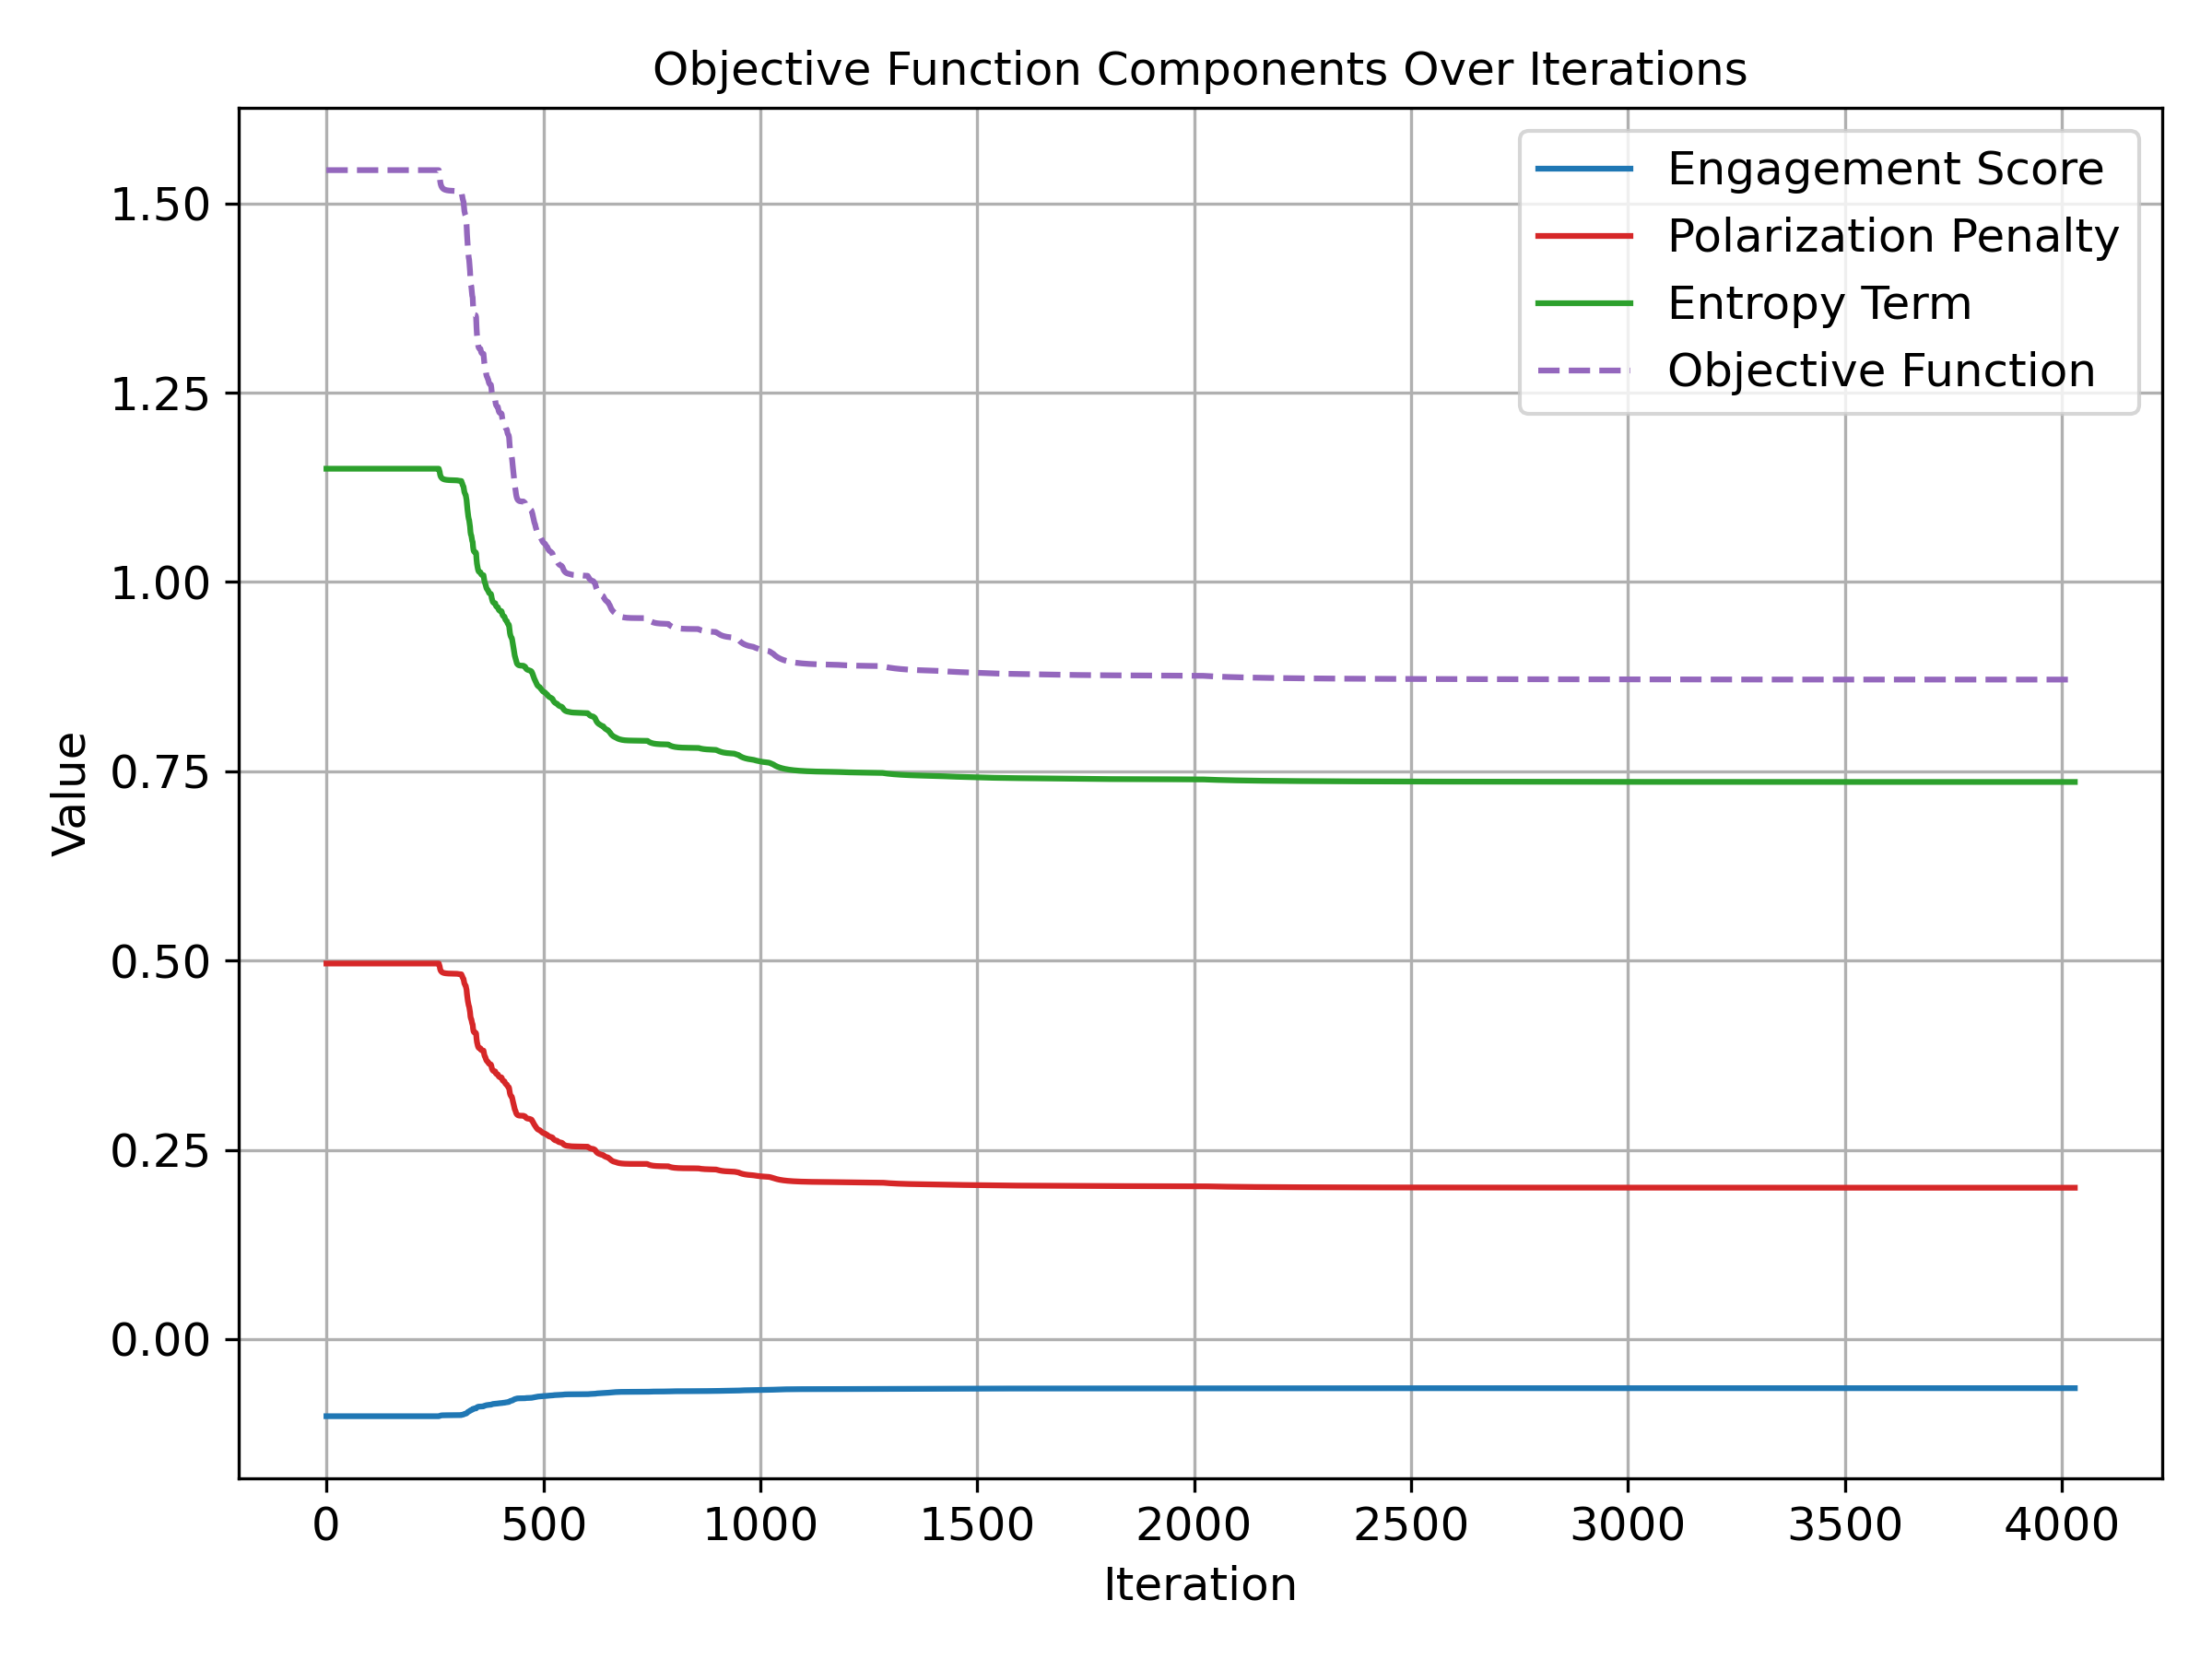 Objective Function Components Over Iterations
Engagement Score
Polarization Penalty
Entropy Term
Objective Function
1.50
1.25
1.00
0.75
0.50
0.25
0.00
Value
0 500 1000 1500 2000 2500 3000 3500 4000
Iteration